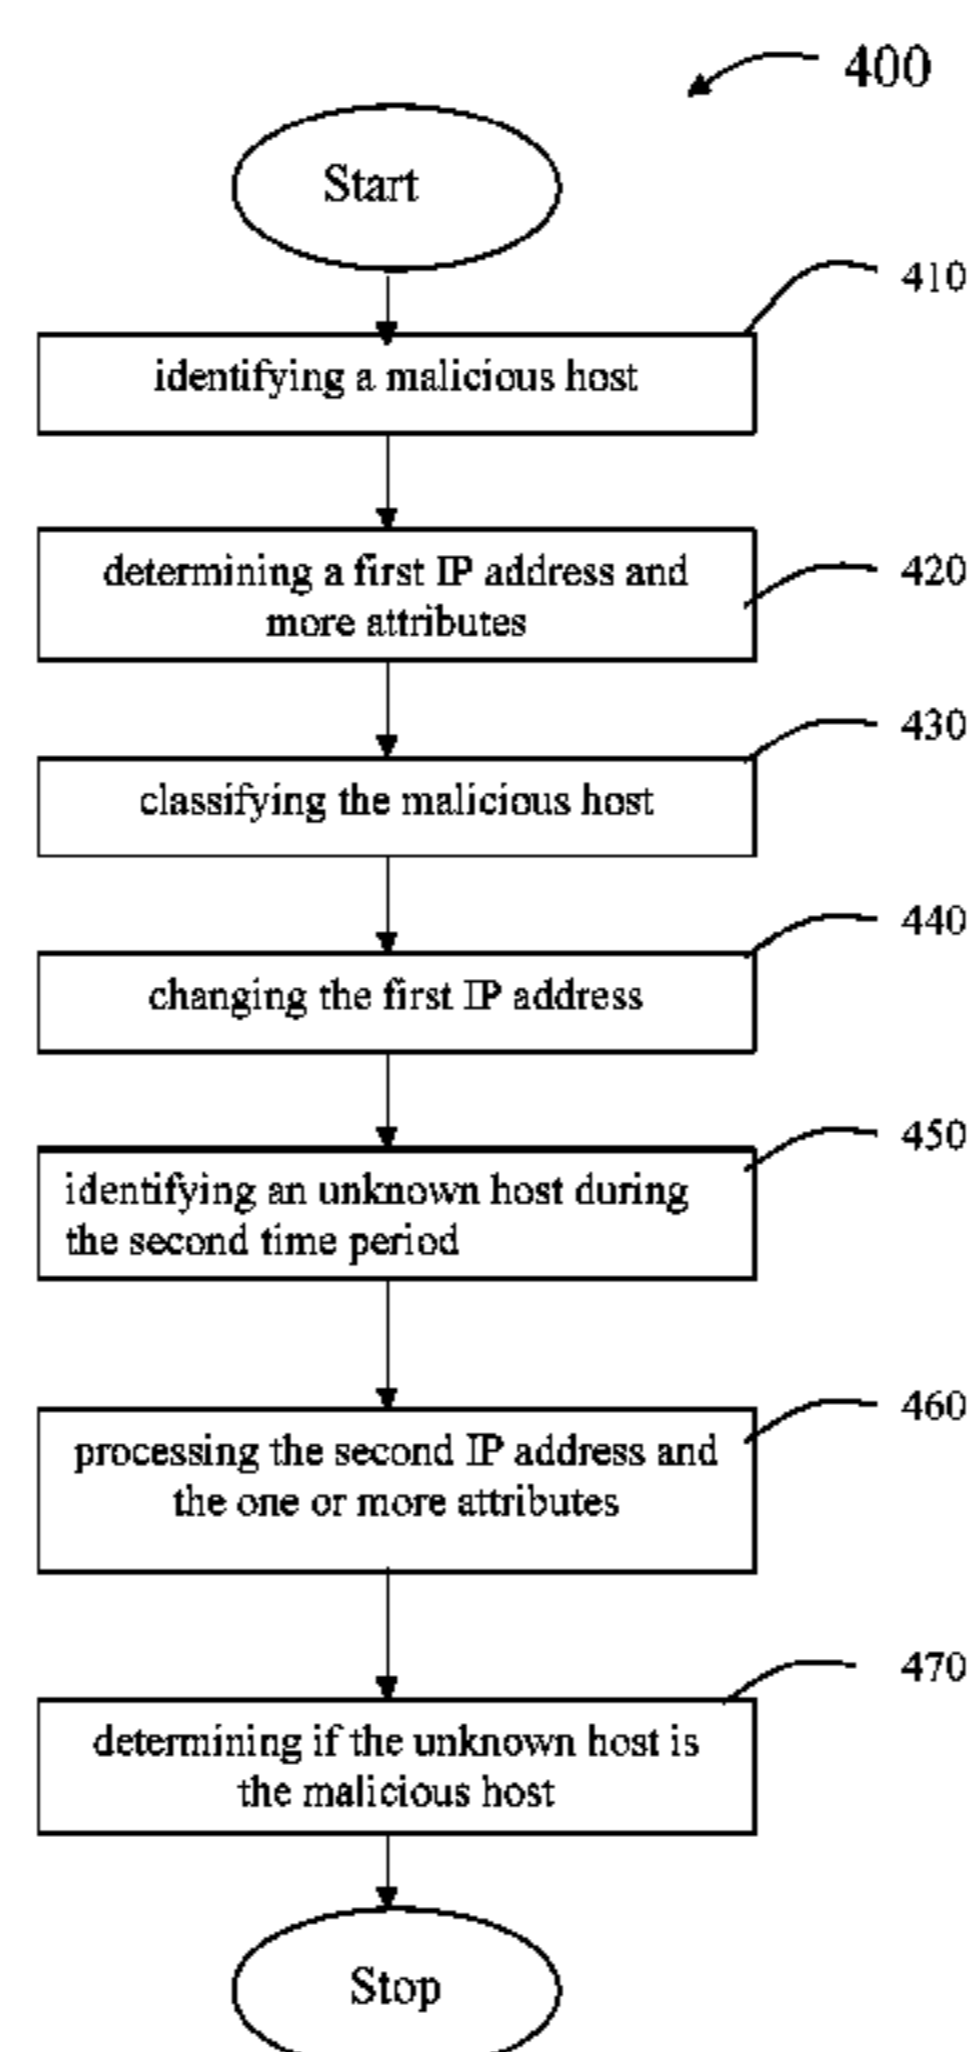 400
Start
410
identifying a malicious host
determining a first IP address and
more attributes
420
430
classifying the malicious host
440
changing the first IP address
450
identifying an unknown host during
the second time period
460
processing the second IP address and
the one or more attributes
470
determining if the unknown host is
the malicious host
Stop